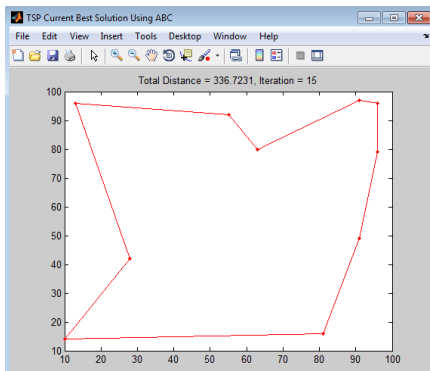 TSP Current Best Solution Using ABC
File Edit View Insert Tools Desktop Window Help
Total Distance = 336.7231, Iteration = 15
100
90
80
70
60
50
40
30
20
10
10 20 30 40 50 60 70 80 90 100